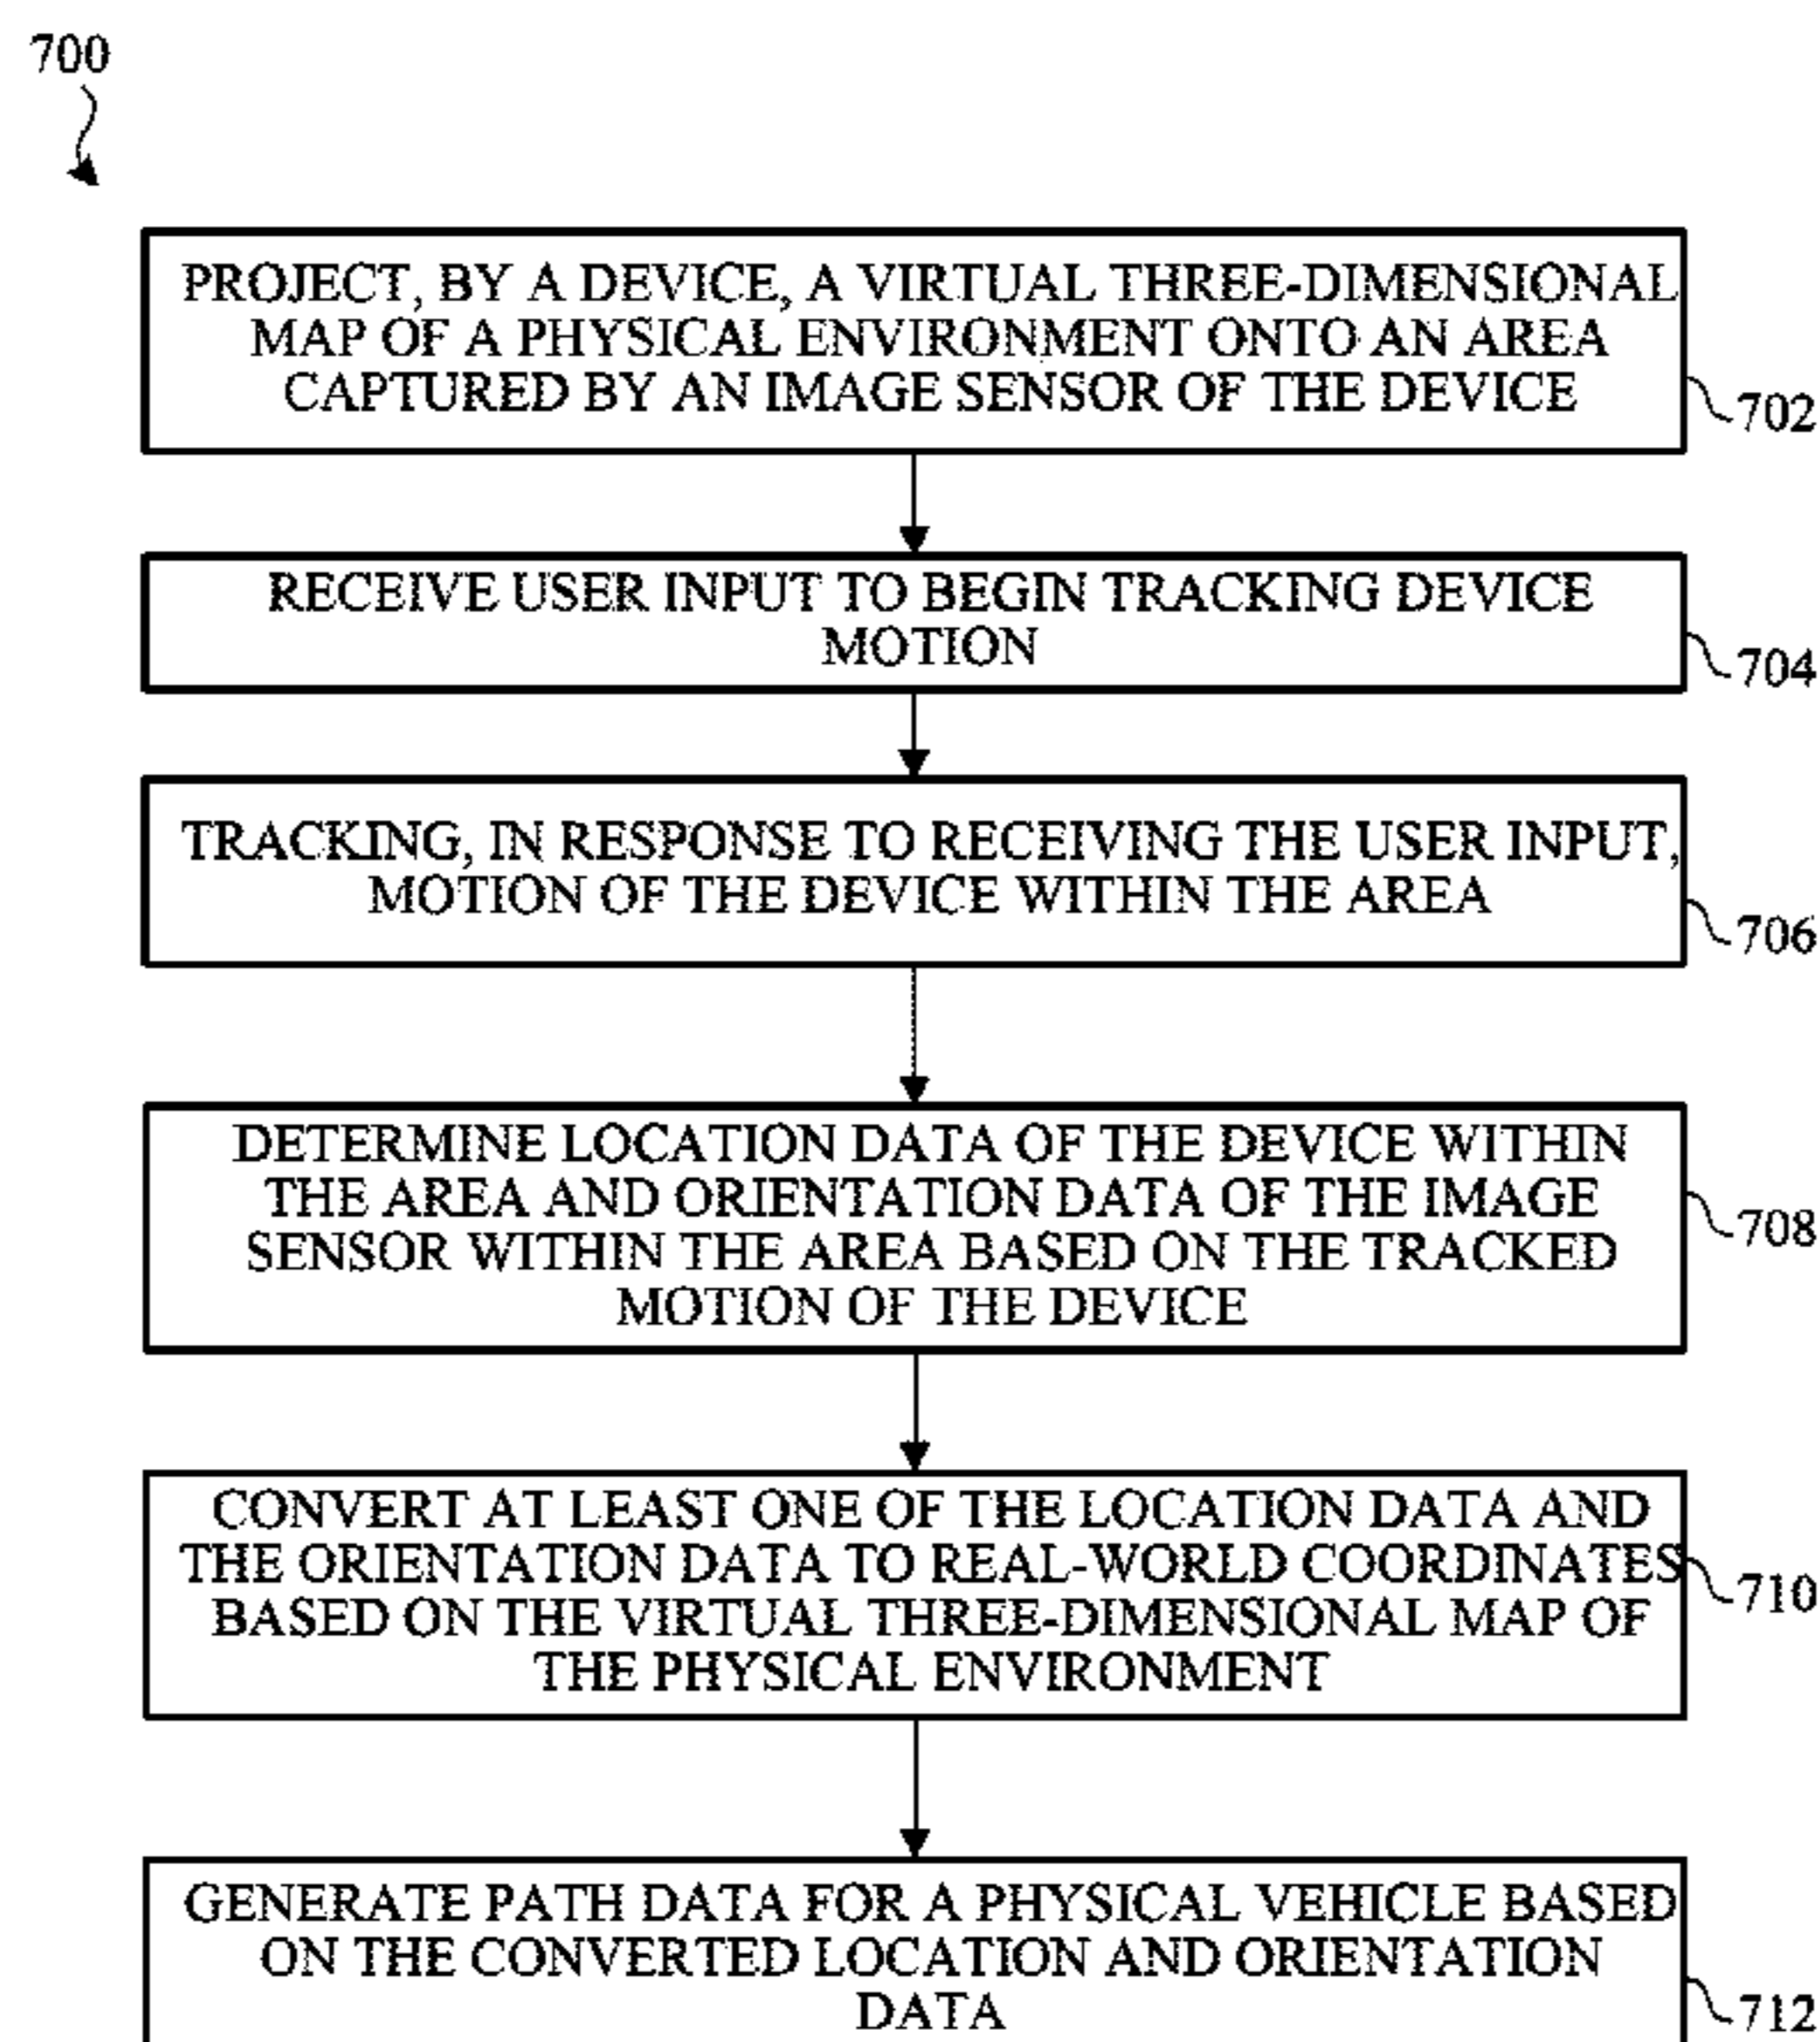 700
PROJECT, BY A DEVICE, A VIRTUAL THREE-DIMENSIONAL
MAP OF A PHYSICAL ENVIRONMENT ONTO AN AREA
CAPTURED BY AN IMAGE SENSOR OF THE DEVICE
702
RECEIVE USER INPUT TO BEGIN TRACKING DEVICE
MOTION
704
TRACKING, IN RESPONSE TO RECEIVING THE USER INPUT,
MOTION OF THE DEVICE WITHIN THE AREA
706
DETERMINE LOCATION DATA OF THE DEVICE WITHIN
THE AREA AND ORIENTATION DATA OF THE IMAGE
SENSOR WITHIN THE AREA BASED ON THE TRACKED
MOTION OF THE DEVICE
708
CONVERT AT LEAST ONE OF THE LOCATION DATA AND
THE ORIENTATION DATA TO REAL-WORLD COORDINATES
BASED ON THE VIRTUAL THREE-DIMENSIONAL MAP OF
THE PHYSICAL ENVIRONMENT
710
GENERATE PATH DATA FOR A PHYSICAL VEHICLE BASED
ON THE CONVERTED LOCATION AND ORIENTATION
DATA
712